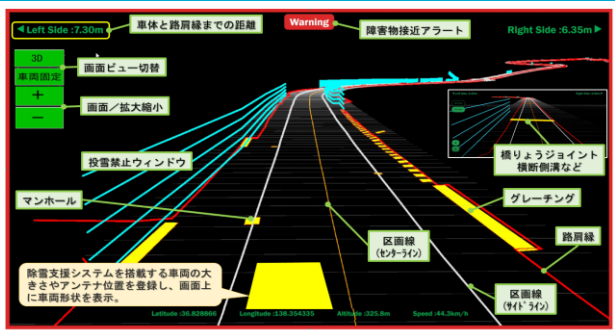 ◀Left Side :7.30m
車体と路肩縁までの距離
Warning
障害物接近アラート
Right Side :6.35m▶
3D
車両固定
+
−
画面ビュー切替
画面/拡大縮小
投雪禁止ウィンドウ
マンホール
橋りょうジョイント
横断側溝など
グレーチング
区画線
(センターライン)
路肩縁
区画線
(サイドライン)
除雪支援システムを搭載する車両の大
きさやアンテナ位置を登録し、画面上
に車両形状を表示。
Latitude :36.828866 Longitude :138.354335 Altitude :325.8m Speed :44.3km/h